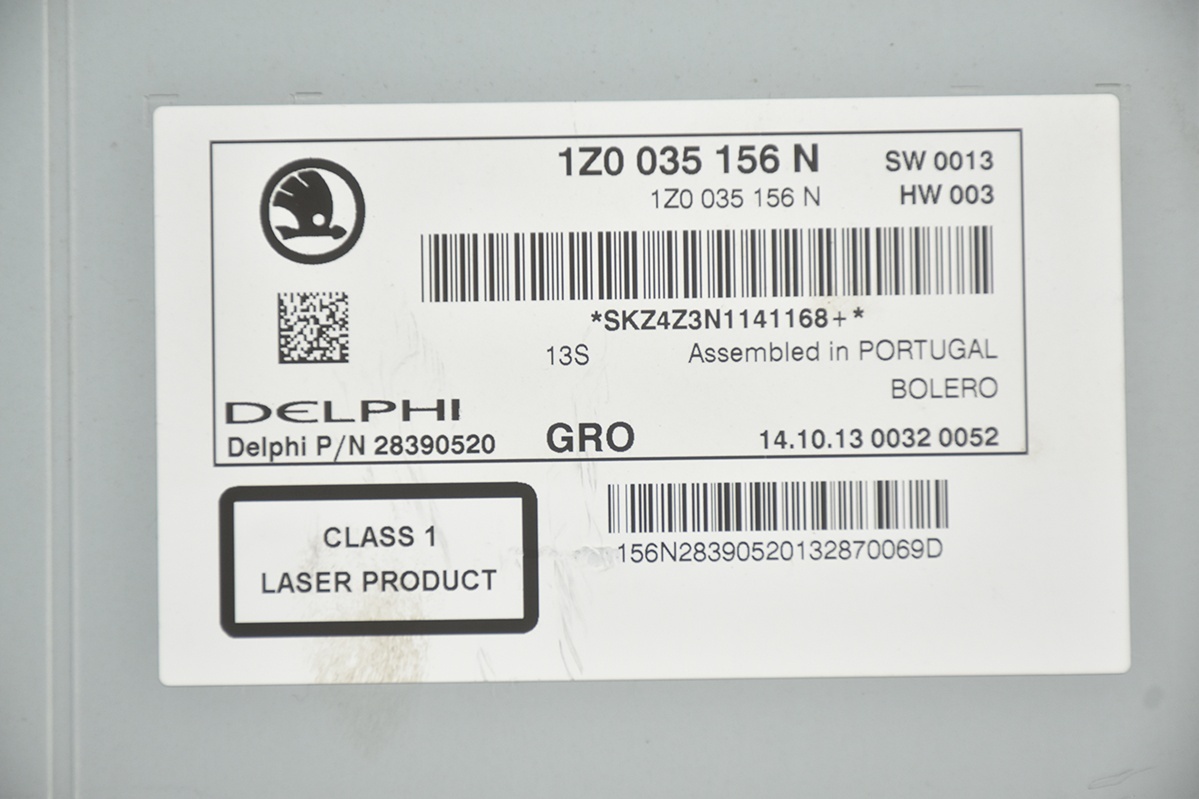 1Z0 035 156 N SW 0013
1Z0 035 156 N HW 003
*SKZ4Z3N1141168+*
13S Assembled in PORTUGAL
BOLERO
DELPHI
Delphi P/N 28390520 GRO 14.10.13 0032 0052
CLASS 1
LASER PRODUCT
156N28390520132870069D